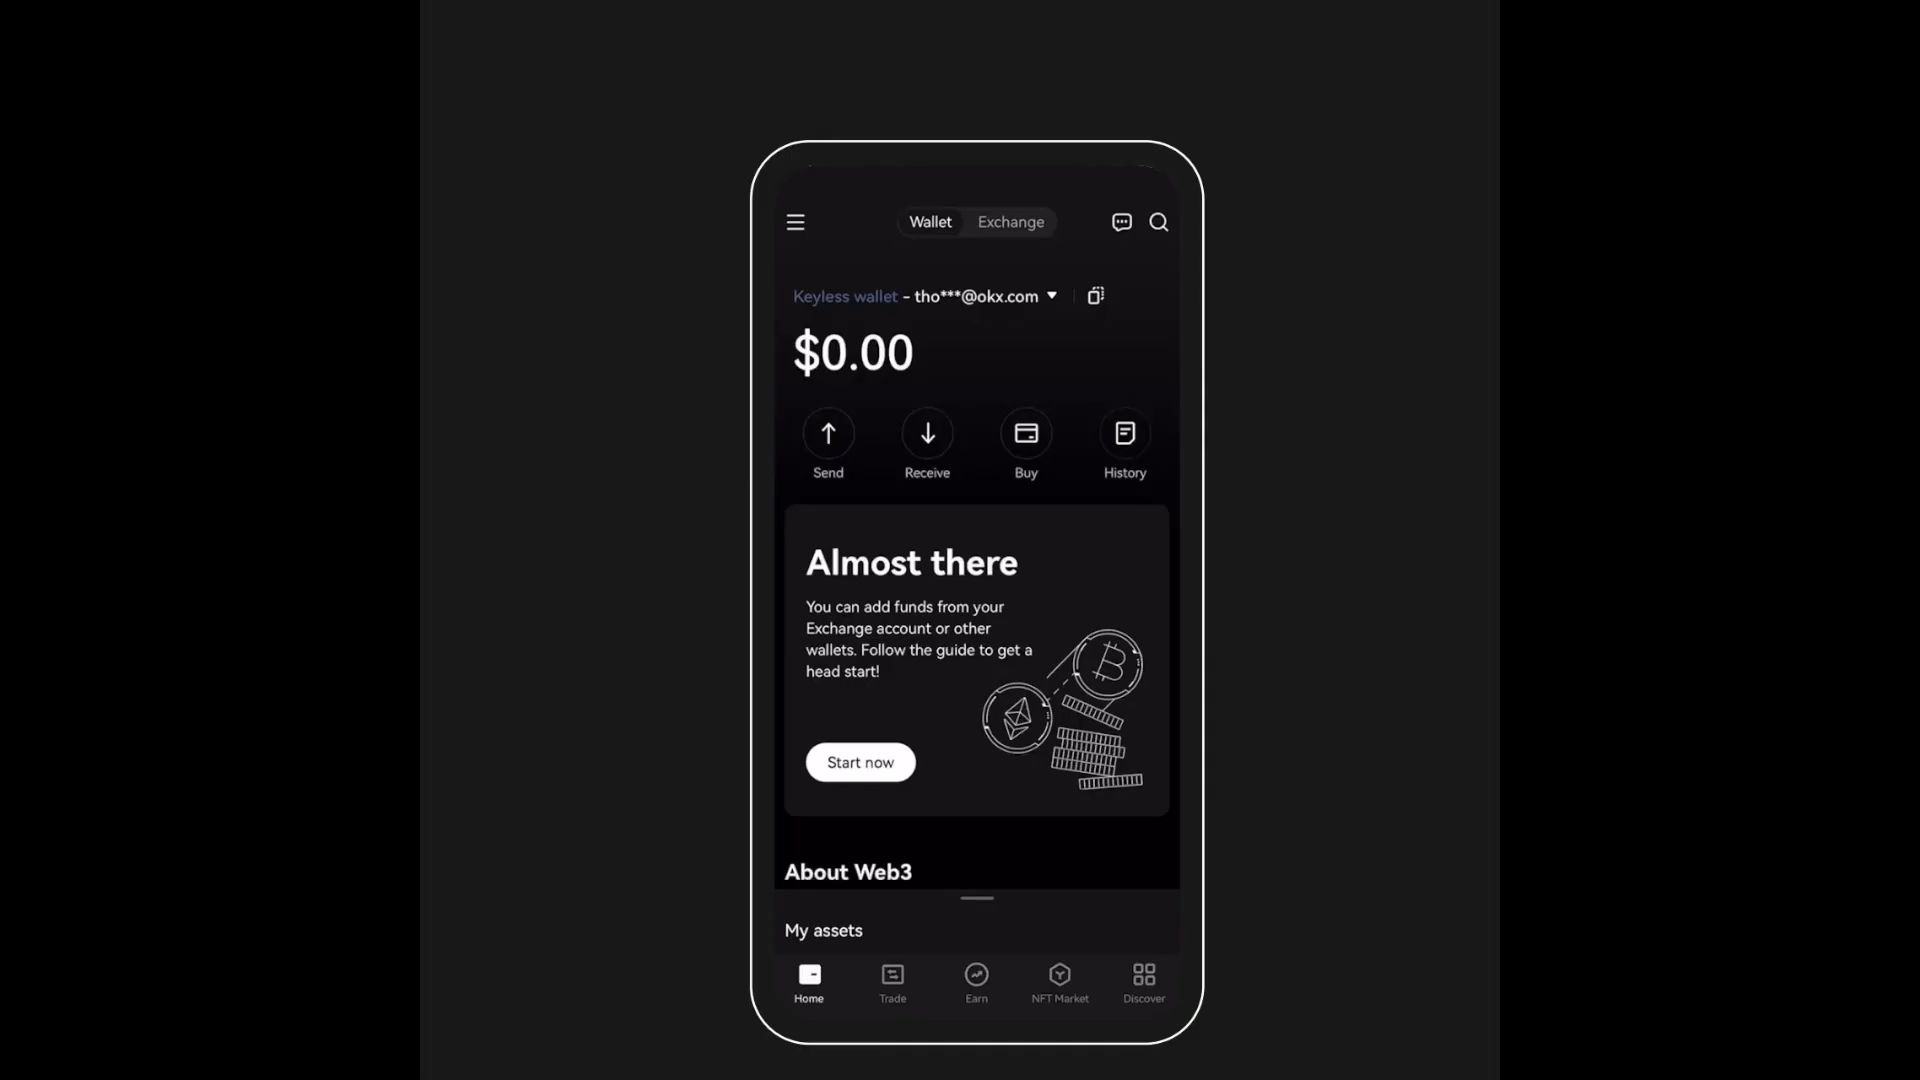 Wallet Exchange
Keyless wallet - tho***@okx.com
$0.00
Send Receive Buy History
Almost there
You can add funds from your
Exchange account or other
wallets. Follow the guide to get a
head start!
Start now
About Web3
My assets
Home Trade Earn NFT Market Discover